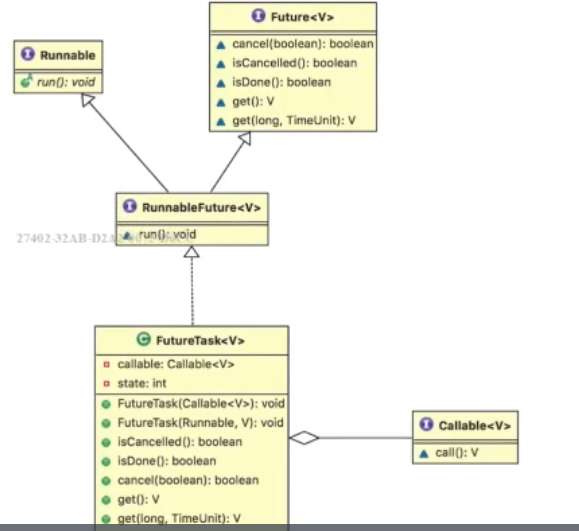 Future<V>
cancel(boolean): boolean
isCancelled(): boolean
isDone(): boolean
get(): V
get(long, TimeUnit): V
Runnable
run(): void
RunnableFuture<V>
run(): void
27402-32AB-D2A
FutureTask<V>
callable: Callable<V>
state: int
FutureTask(Callable<V>): void
FutureTask(Runnable, V): void
isCancelled(): boolean
isDone(): boolean
cancel(boolean): boolean
get(): V
get(long, TimeUnit): V
Callable<V>
call(): V